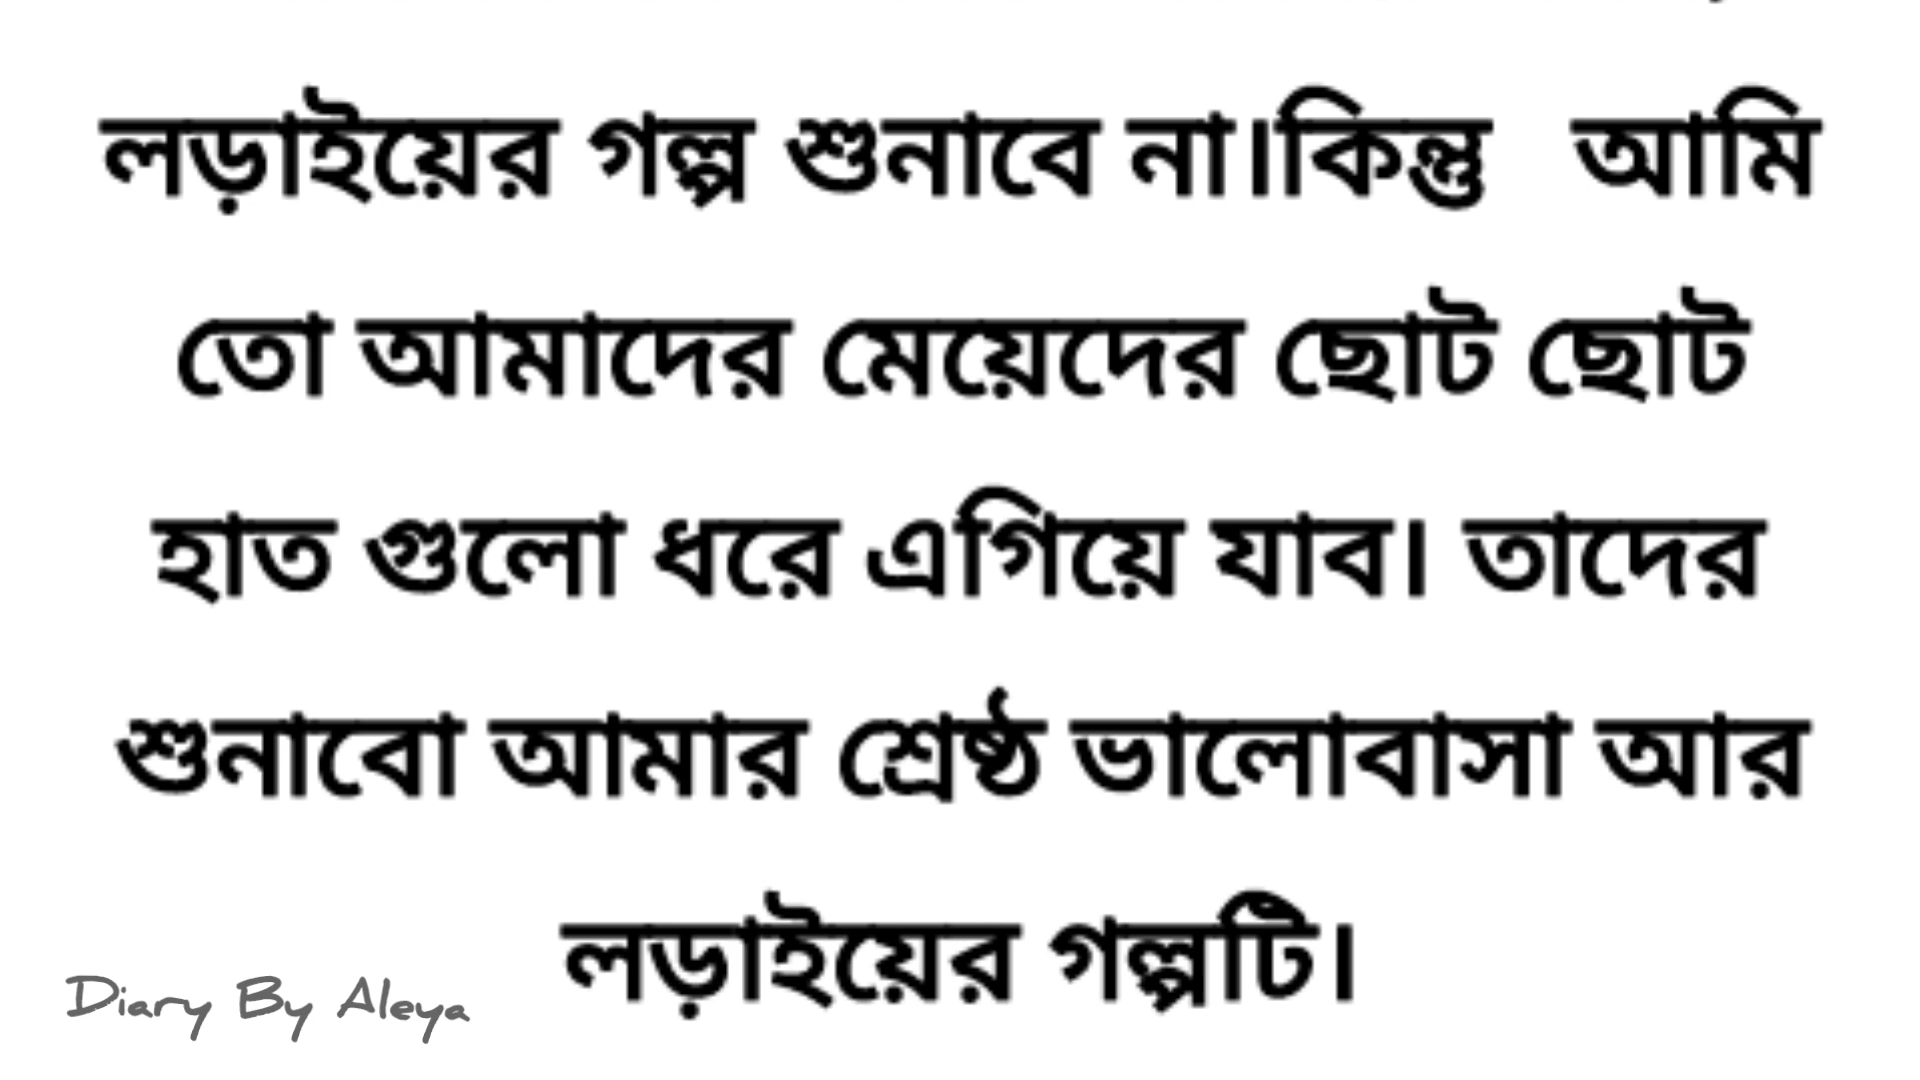 লড়াইয়ের গল্প শুনাবে না।কিন্তু আমি
তো আমাদের মেয়েদের ছোট ছোট
হাত গুলো ধরে এগিয়ে যাব। তাদের
শুনাবো আমার শ্রেষ্ঠ ভালোবাসা আর
লড়াইয়ের গল্পটি।
Diary By Aleya